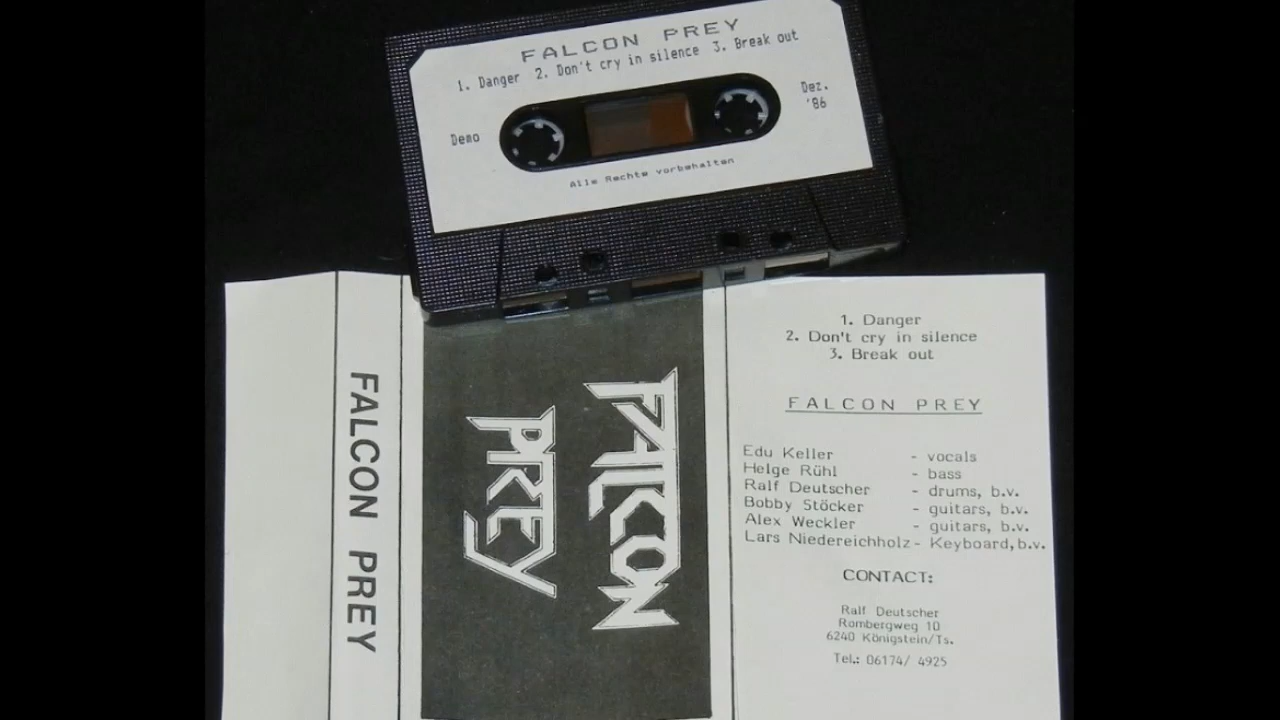 FALCON PREY
1. Danger 2. Don't cry in silence 3. Break out
Demo
Dez.
'86
Alle Rechte vorbehalten
FALCON PREY
FALCON
PREY
1. Danger
2. Don't cry in silence
3. Break out
FALCON PREY
Edu Keller - vocals
Helge Rühl - bass
Ralf Deutscher - drums, b.v.
Bobby Stöcker - guitars, b.v.
Alex Weckler - guitars, b.v.
Lars Niedereichholz - Keyboard, b.v.
CONTACT:
Ralf Deutscher
Rombergweg 10
6240 Königstein/Ts.
Tel.: 06174/ 4925